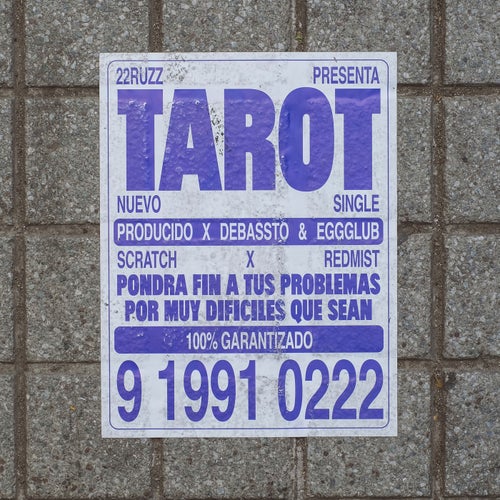 22RUZZ PRESENTA
TAROT
NUEVO SINGLE
PRODUCIDO X DEBASSTO & EGGGLUB
SCRATCH X REDMIST
PONDRA FIN A TUS PROBLEMAS
POR MUY DIFICILES QUE SEAN
100% GARANTIZADO
9 1991 0222